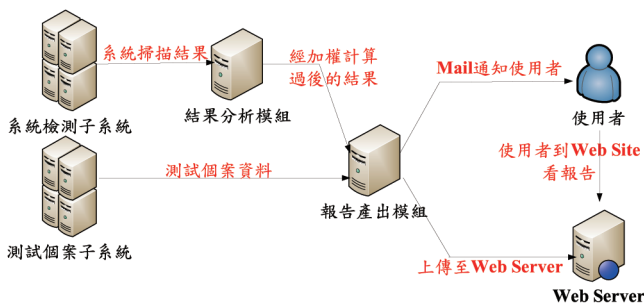 系統掃描結果
經加權計算
過後的結果
Mail通知使用者
系統檢測子系統
結果分析模組
使用者
使用者到Web Site
看報告
測試個案資料
報告產出模組
測試個案子系統
上傳至Web Server
Web Server